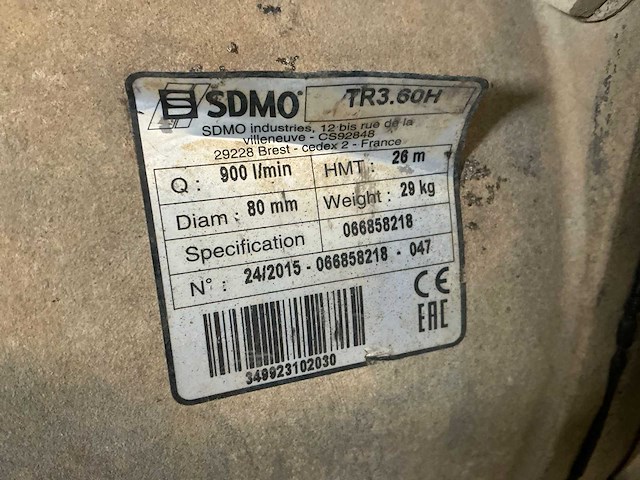 SDMO® TR3.60H
SDMO industries, 12 bis rue de la
villeneuve - CS92848
29228 Brest - cedex 2 - France
Q : 900 l/min HMT : 26 m
Diam : 80 mm Weight : 29 kg
Specification 066858218
N° : 24/2015 - 066858218 - 047
CE
EAC
349923102030